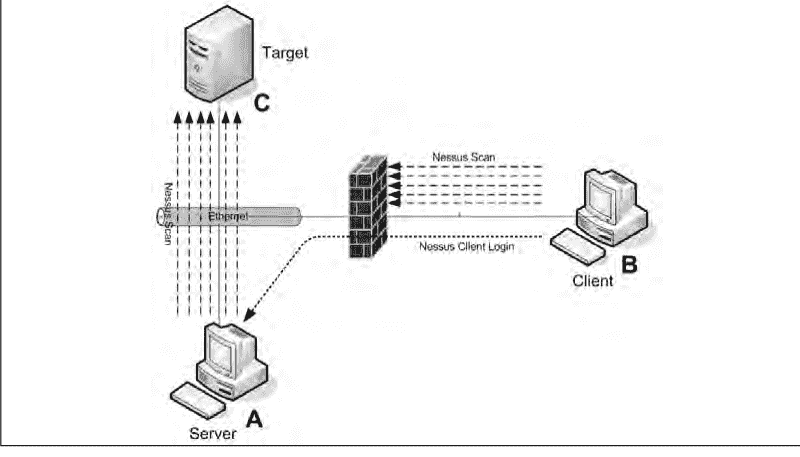 Target
C
Nessus Scan
Nessus Scan
Ethernet
Nessus Client Login
B
Client
A
Server